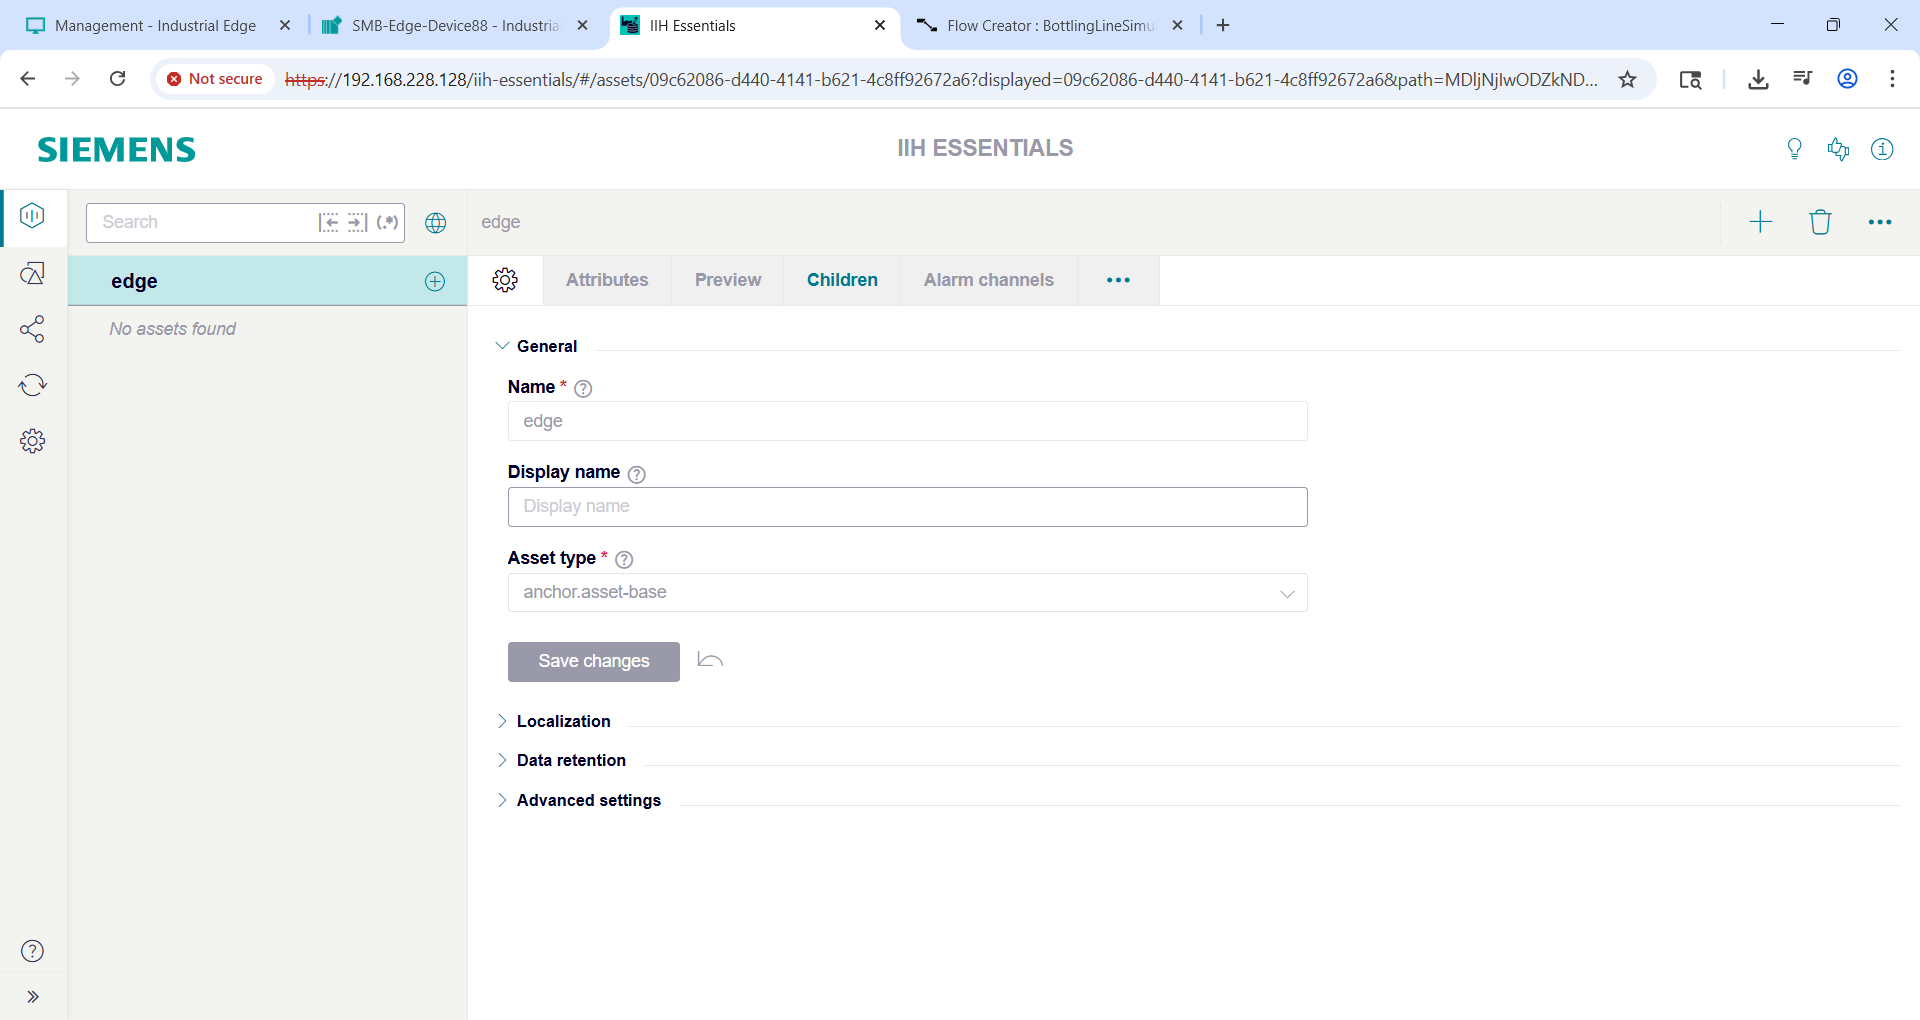 Management - Industrial Edge
SMB-Edge-Device88 - Industria
IIH Essentials
Flow Creator : BottlingLineSimu
Not secure
https://192.168.228.128/iih-essentials/#/assets/09c62086-d440-4141-b621-4c8ff92672a6?displayed=09c62086-d440-4141-b621-4c8ff92672a6&path=MDljNjIwODZkND...
SIEMENS
IIH ESSENTIALS
Search
(.*)
edge
edge
Attributes
Preview
Children
Alarm channels
No assets found
General
Name *
edge
Display name
Display name
Asset type *
anchor.asset-base
Save changes
Localization
Data retention
Advanced settings